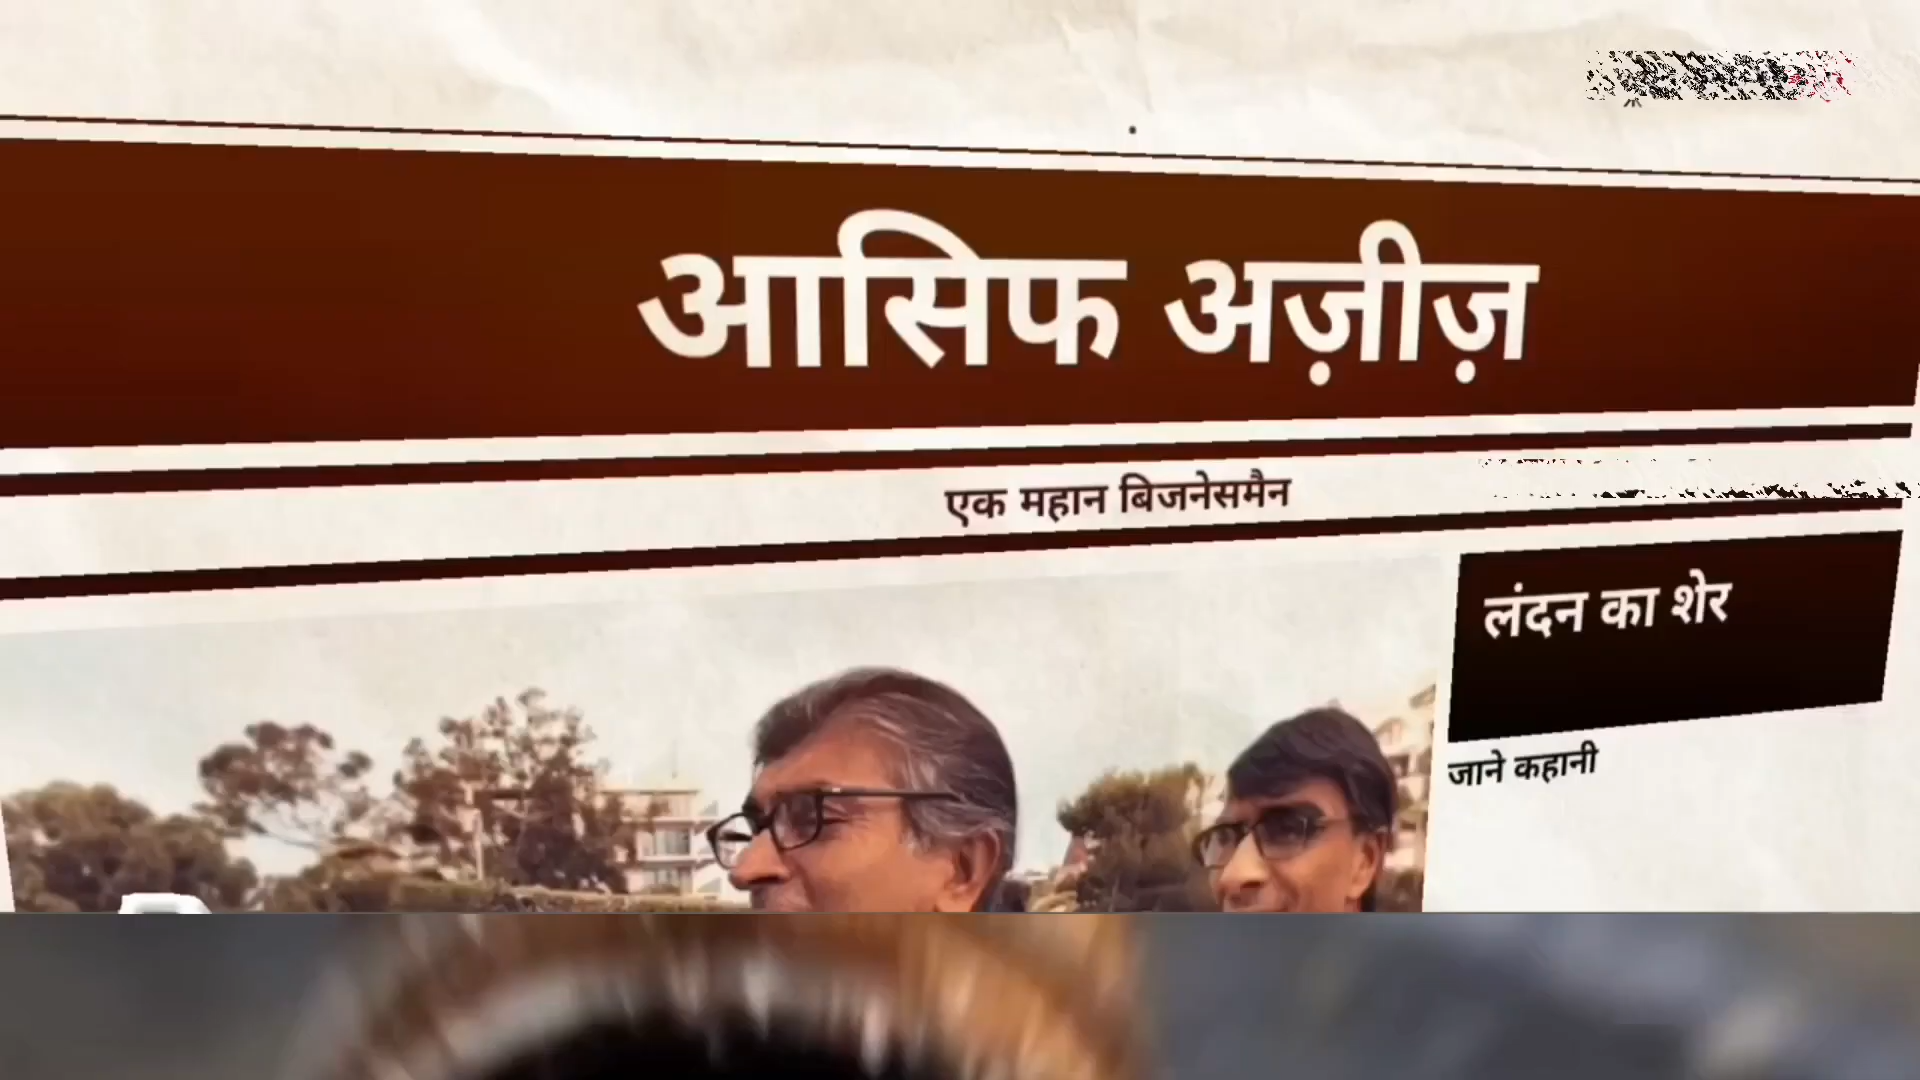 आसिफ अज़ीज़
एक महान बिजनेसमैन
लंदन का शेर
जाने कहानी